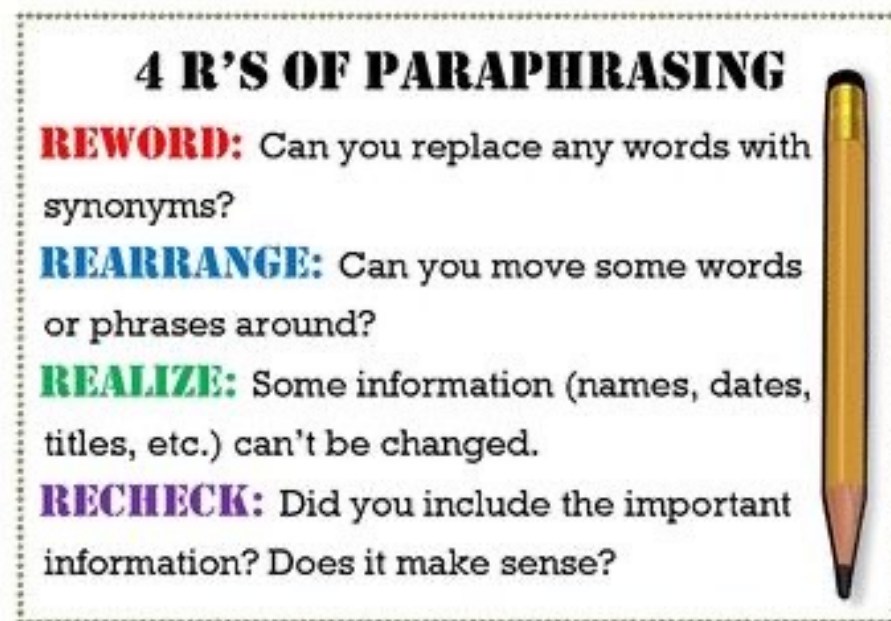 4 R'S OF PARAPHRASING
REWORD: Can you replace any words with
synonyms?
REARRANGE: Can you move some words
or phrases around?
REALIZE: Some information (names, dates,
titles, etc.) can't be changed.
RECHECK: Did you include the important
information? Does it make sense?